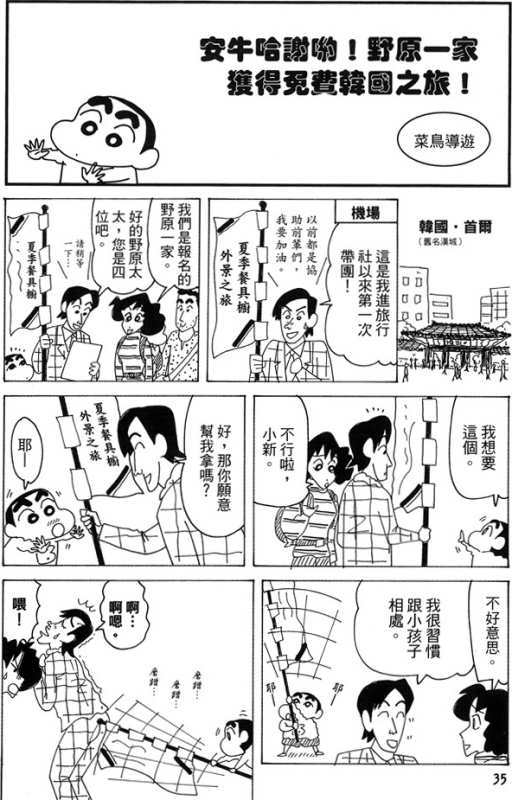 安牛哈謝喲！野原一家
獲得免費韓國之旅！
菜鳥導遊
韓國・首爾
（舊名漢城）
機場
這是我進旅行
社以來第一次
帶團！
以前都是協
助前輩們，
我要加油。
夏季餐具櫥
外景之旅
我們是報名的
野原一家。
好的野原太
太，您是四
位吧。
請稍等
一下…
夏季餐具櫥
外景之旅
我想要
這個。
不行啦，
小新。
好，那你願意
幫我拿嗎？
夏季餐具櫥
外景之旅
耶—
不好意思。
我很習慣
跟小孩子
相處。
耶—
耶—
啊…
啊嗯。
磨蹭…
磨蹭…
喂！
35